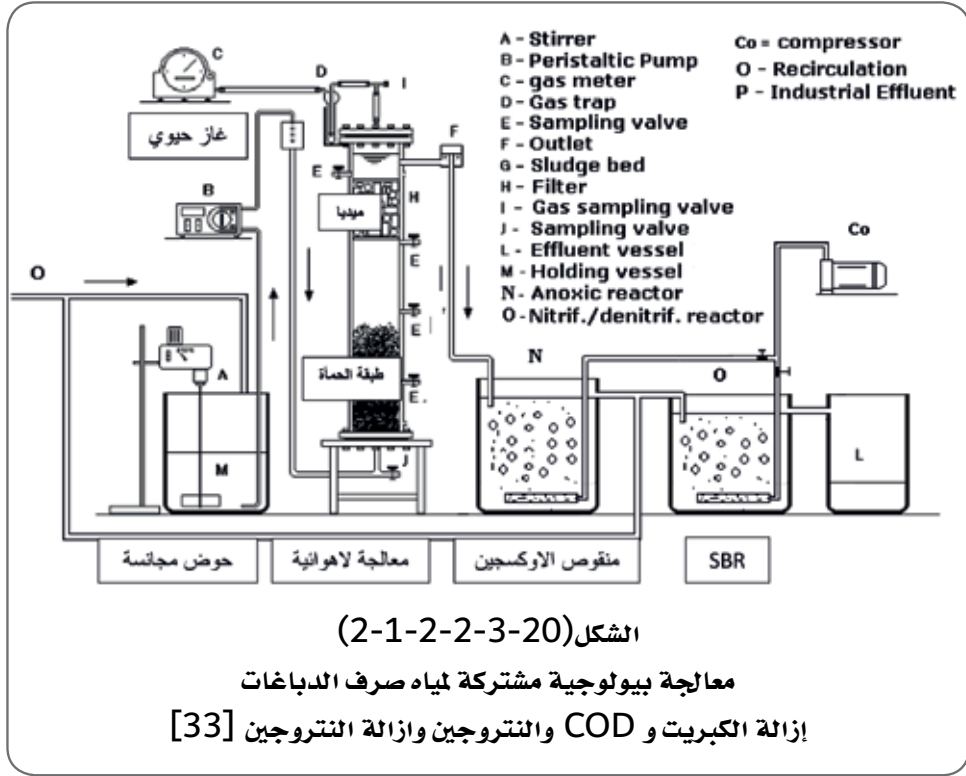 A - Stirrer
B - Peristaltic Pump
C - gas meter
D - Gas trap
E - Sampling valve
F - Outlet
G - Sludge bed
H - Filter
I - Gas sampling valve
J - Sampling valve
L - Effluent vessel
M - Holding vessel
N - Anoxic reactor
O - Nitrif./denitrif. reactor
Co = compressor
O - Recirculation
P - Industrial Effluent
C
D
I
غاز حيوي
F
E
B
H
ميديا
E
Co
O
E
N
A
طبقة الحمأة
E.
O
J
M
L
حوض مجانسة
معالجة لاهوائية
منقوص الاوكسجين
SBR
الشكل(20-3-2-2-1-2)
معالجة بيولوجية مشتركة لمياه صرف الدباغات
إزالة الكبريت و COD والنتروجين وازالة النتروجين [33]